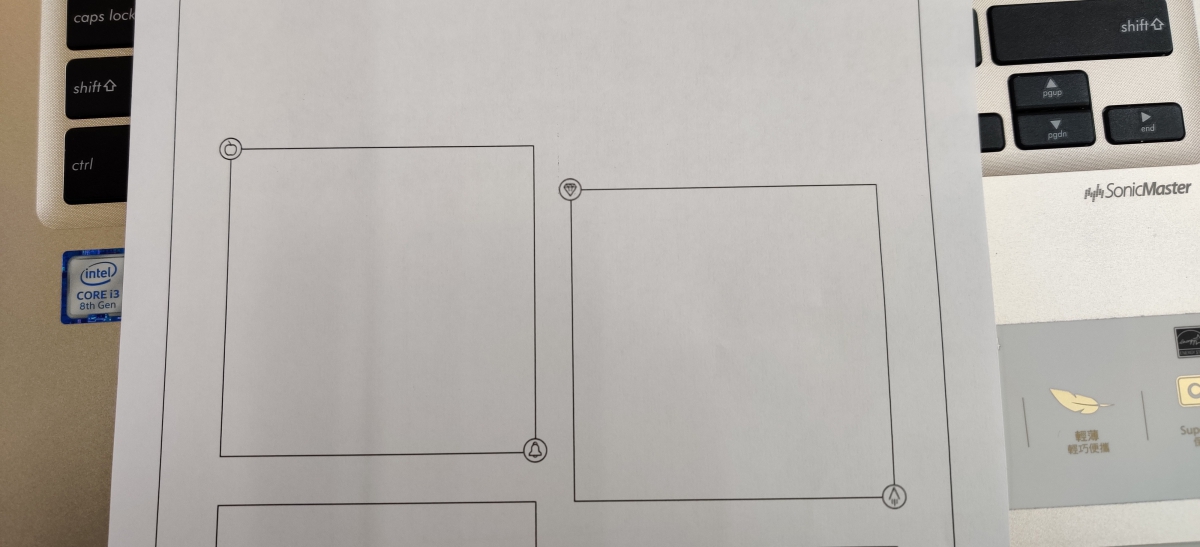 caps lock
shift
shift
pgup
ctrl
pgdn
end
SonicMaster
intel
CORE i3
8th Gen
輕薄
輕巧便攜